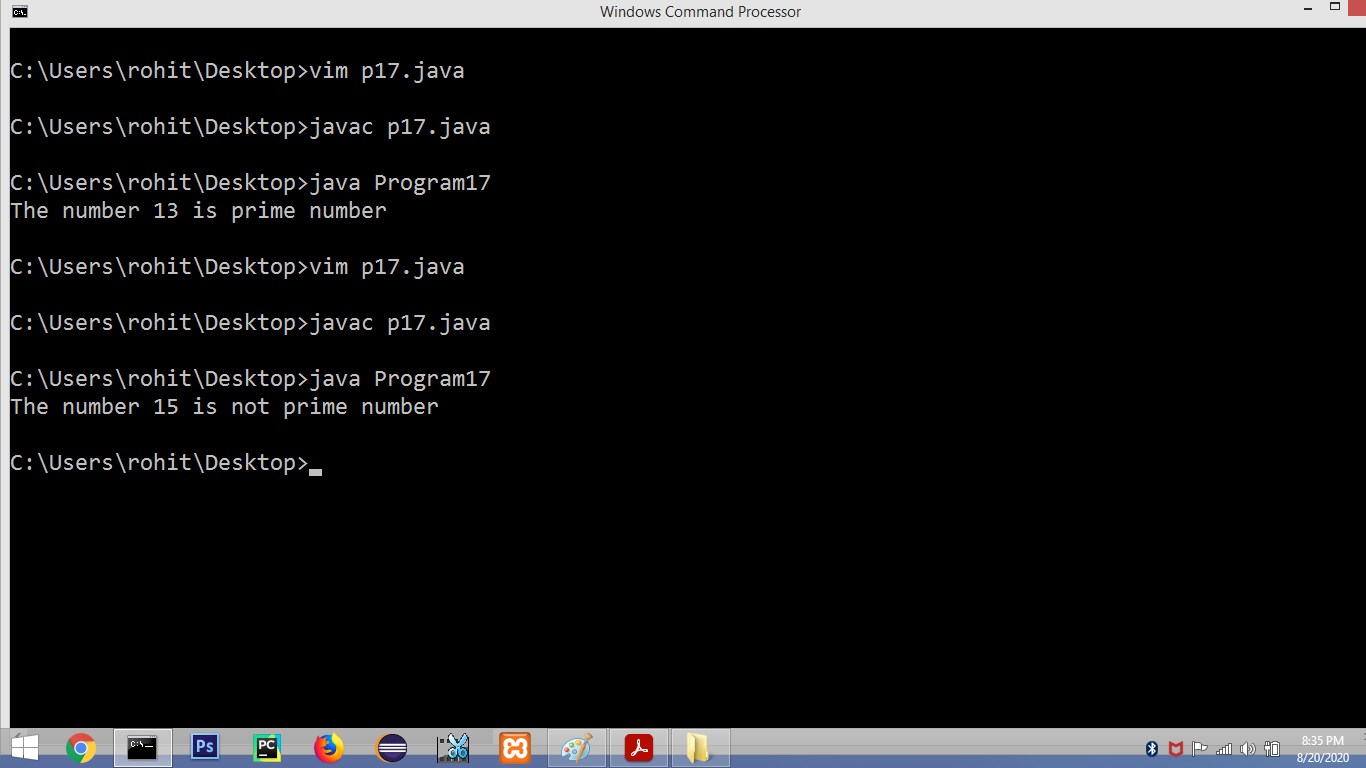 Windows Command Processor
C:\Users\rohit\Desktop>vim p17.java
C:\Users\rohit\Desktop>javac p17.java
C:\Users\rohit\Desktop>java Program17
The number 13 is prime number
C:\Users\rohit\Desktop>vim p17.java
C:\Users\rohit\Desktop>javac p17.java
C:\Users\rohit\Desktop>java Program17
The number 15 is not prime number
C:\Users\rohit\Desktop>
Ps
PC
8:35 PM
8/20/2020